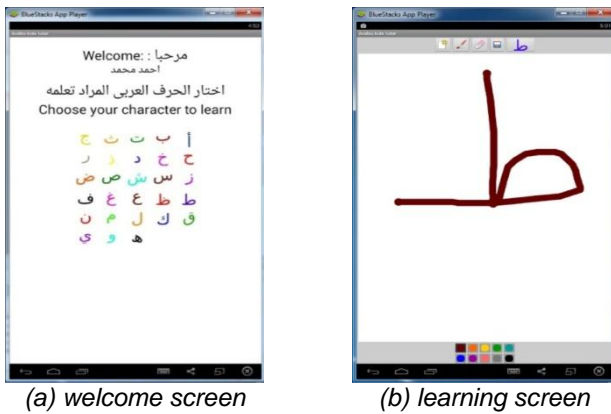 BlueStacks App Player
Welcome: : مرحبا
احمد محمد
اختار الحرف العربى المراد تعلمه
Choose your character to learn
أ ب ت ث ج
ح خ د ذ ر
ز س ش ص ض
ط ظ ع غ ف
ق ك ل م ن
ه و ي
(a) welcome screen
BlueStacks App Player
ط
ط
(b) learning screen